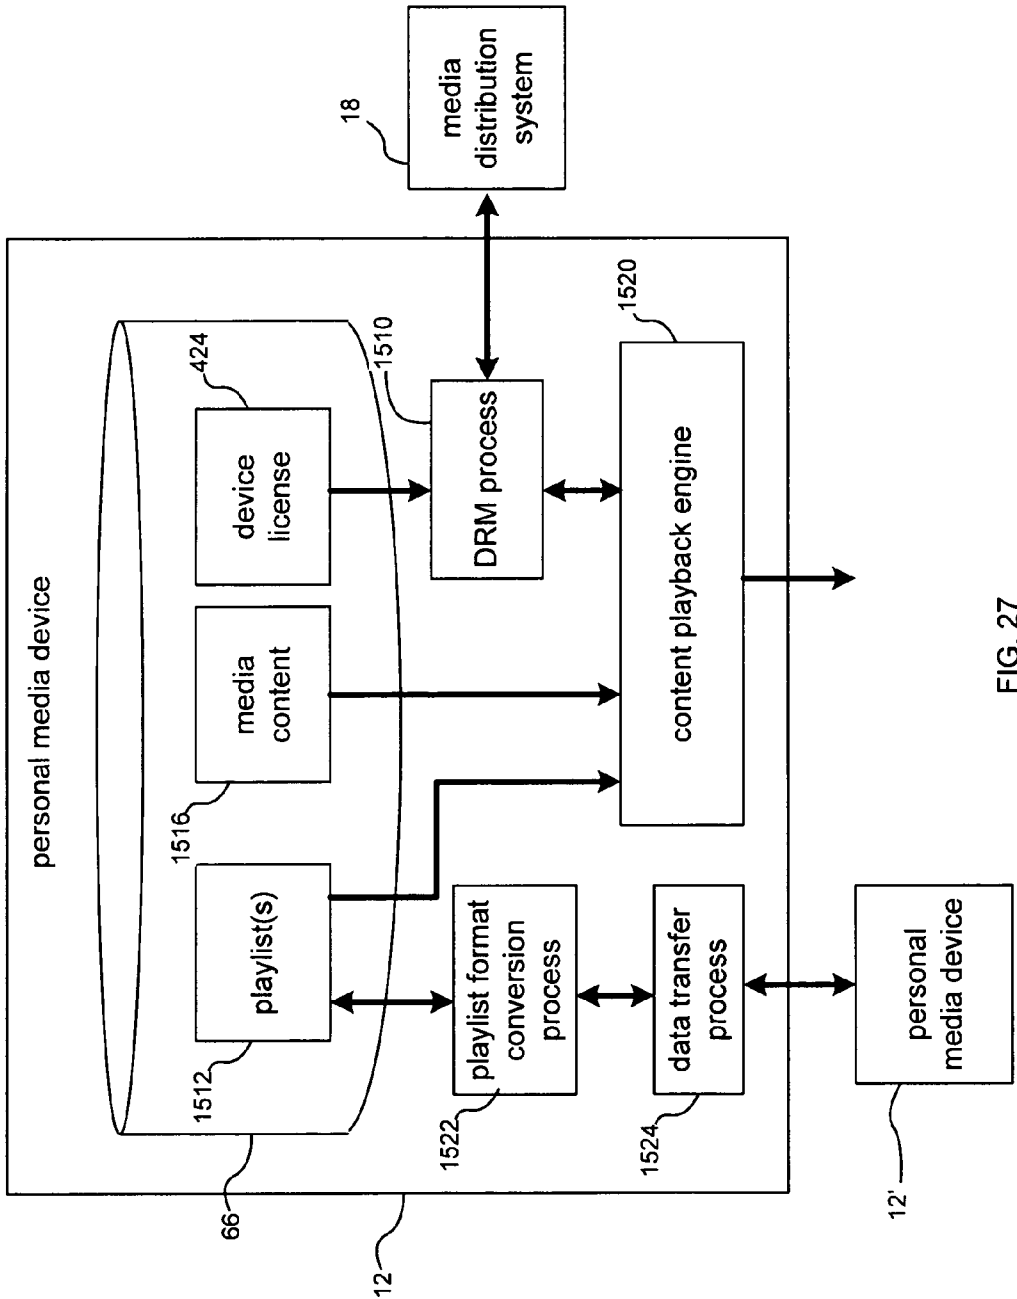 personal media device
66
12
playlist(s)
1512
media
content
1516
device
license
424
DRM process
1510
media
distribution
system
18
playlist format
conversion
process
1522
data transfer
process
1524
content playback engine
1520
personal
media device
12'
FIG. 27